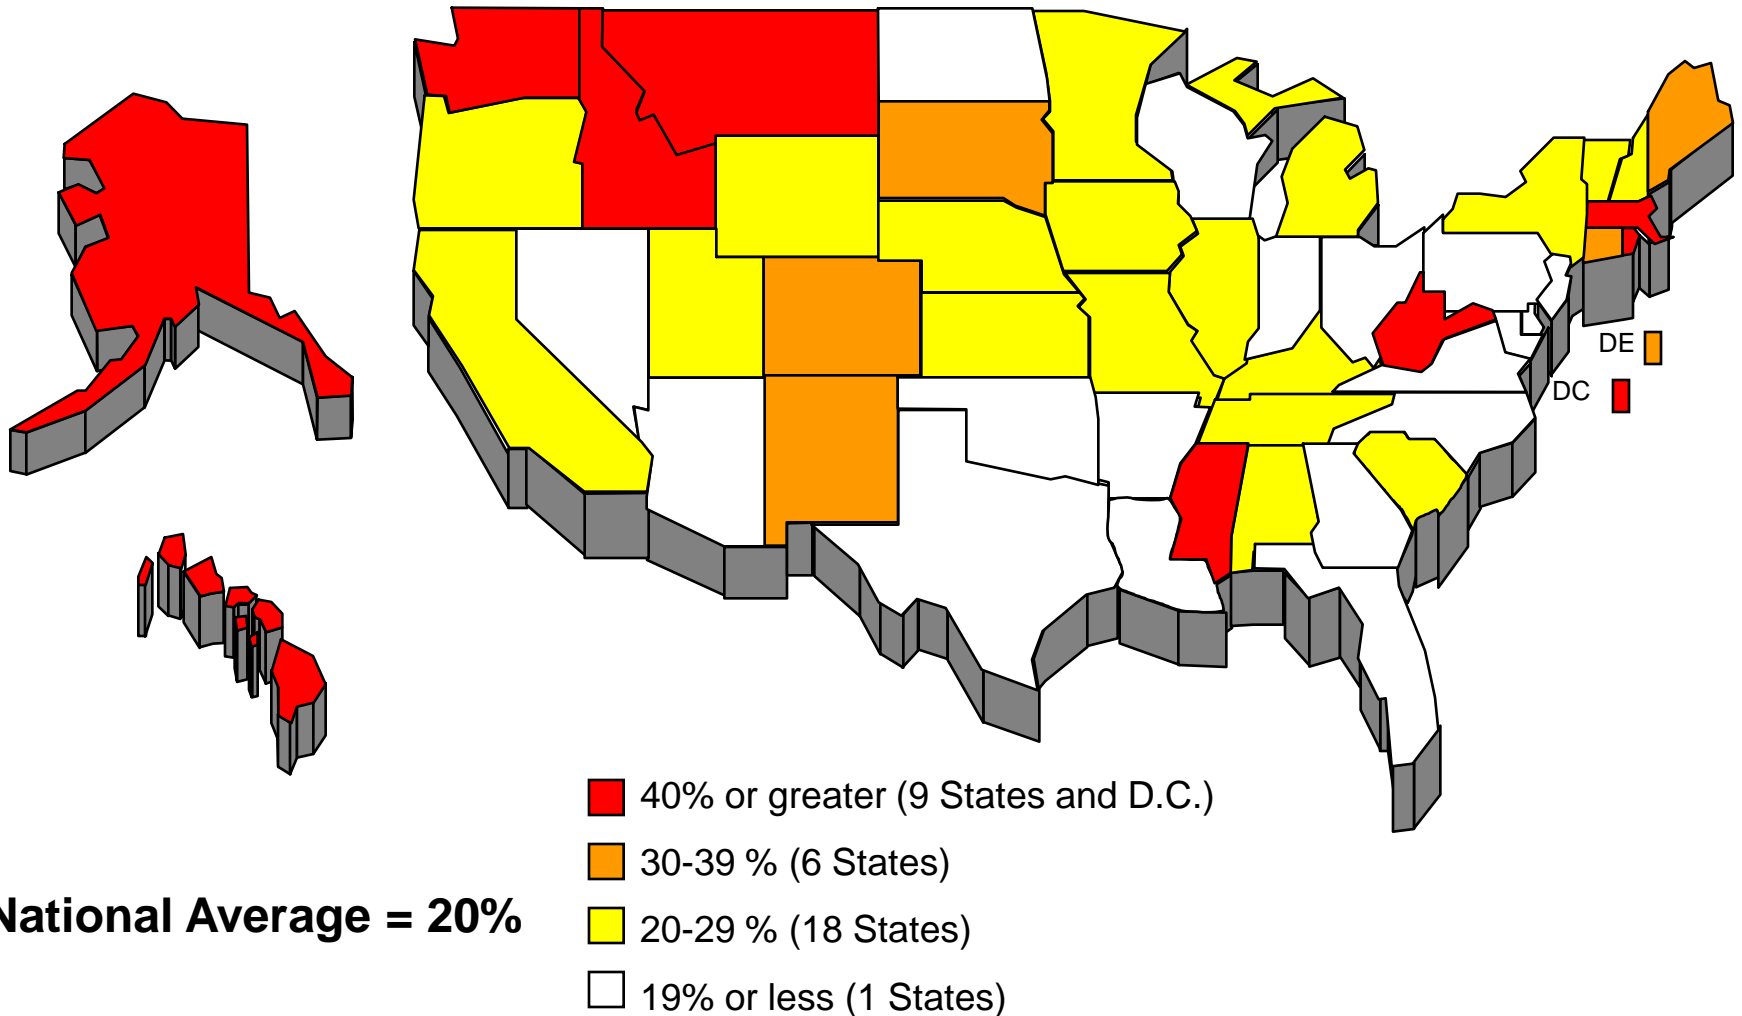 DE
DC
40% or greater (9 States and D.C.)
30-39 % (6 States)
National Average = 20%
20-29 % (18 States)
19% or less (1 States)